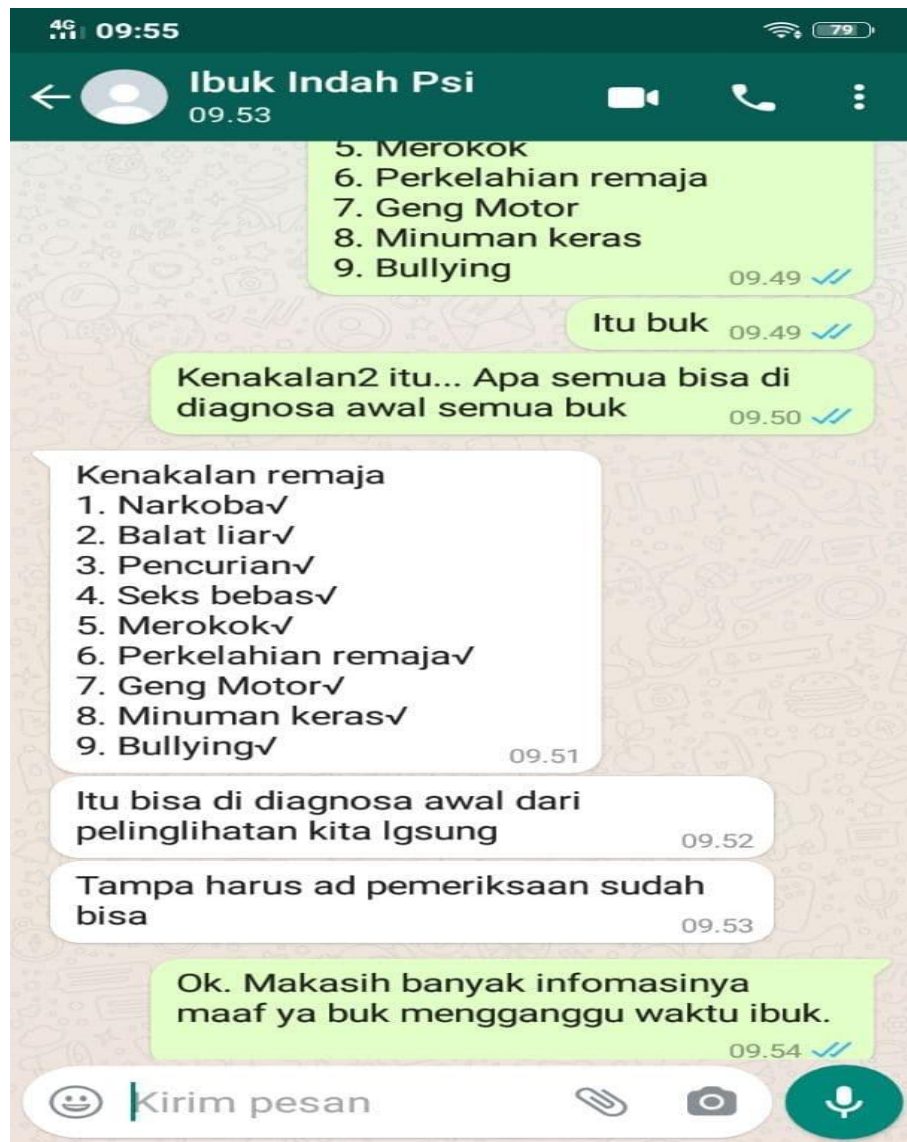 4G 09:55
79
Ibuk Indah Psi
09.53
5. Merokok
6. Perkelahian remaja
7. Geng Motor
8. Minuman keras
9. Bullying
09.49
Itu buk 09.49
Kenakalan2 itu... Apa semua bisa di
diagnosa awal semua buk
09.50
Kenakalan remaja
1. Narkoba√
2. Balat liar√
3. Pencurian√
4. Seks bebas√
5. Merokok√
6. Perkelahian remaja√
7. Geng Motor√
8. Minuman keras√
9. Bullying√
09.51
Itu bisa di diagnosa awal dari
pelinglihatan kita lgsung
09.52
Tampa harus ad pemeriksaan sudah
bisa
09.53
Ok. Makasih banyak infomasinya
maaf ya buk mengganggu waktu ibuk.
09.54
Kirim pesan